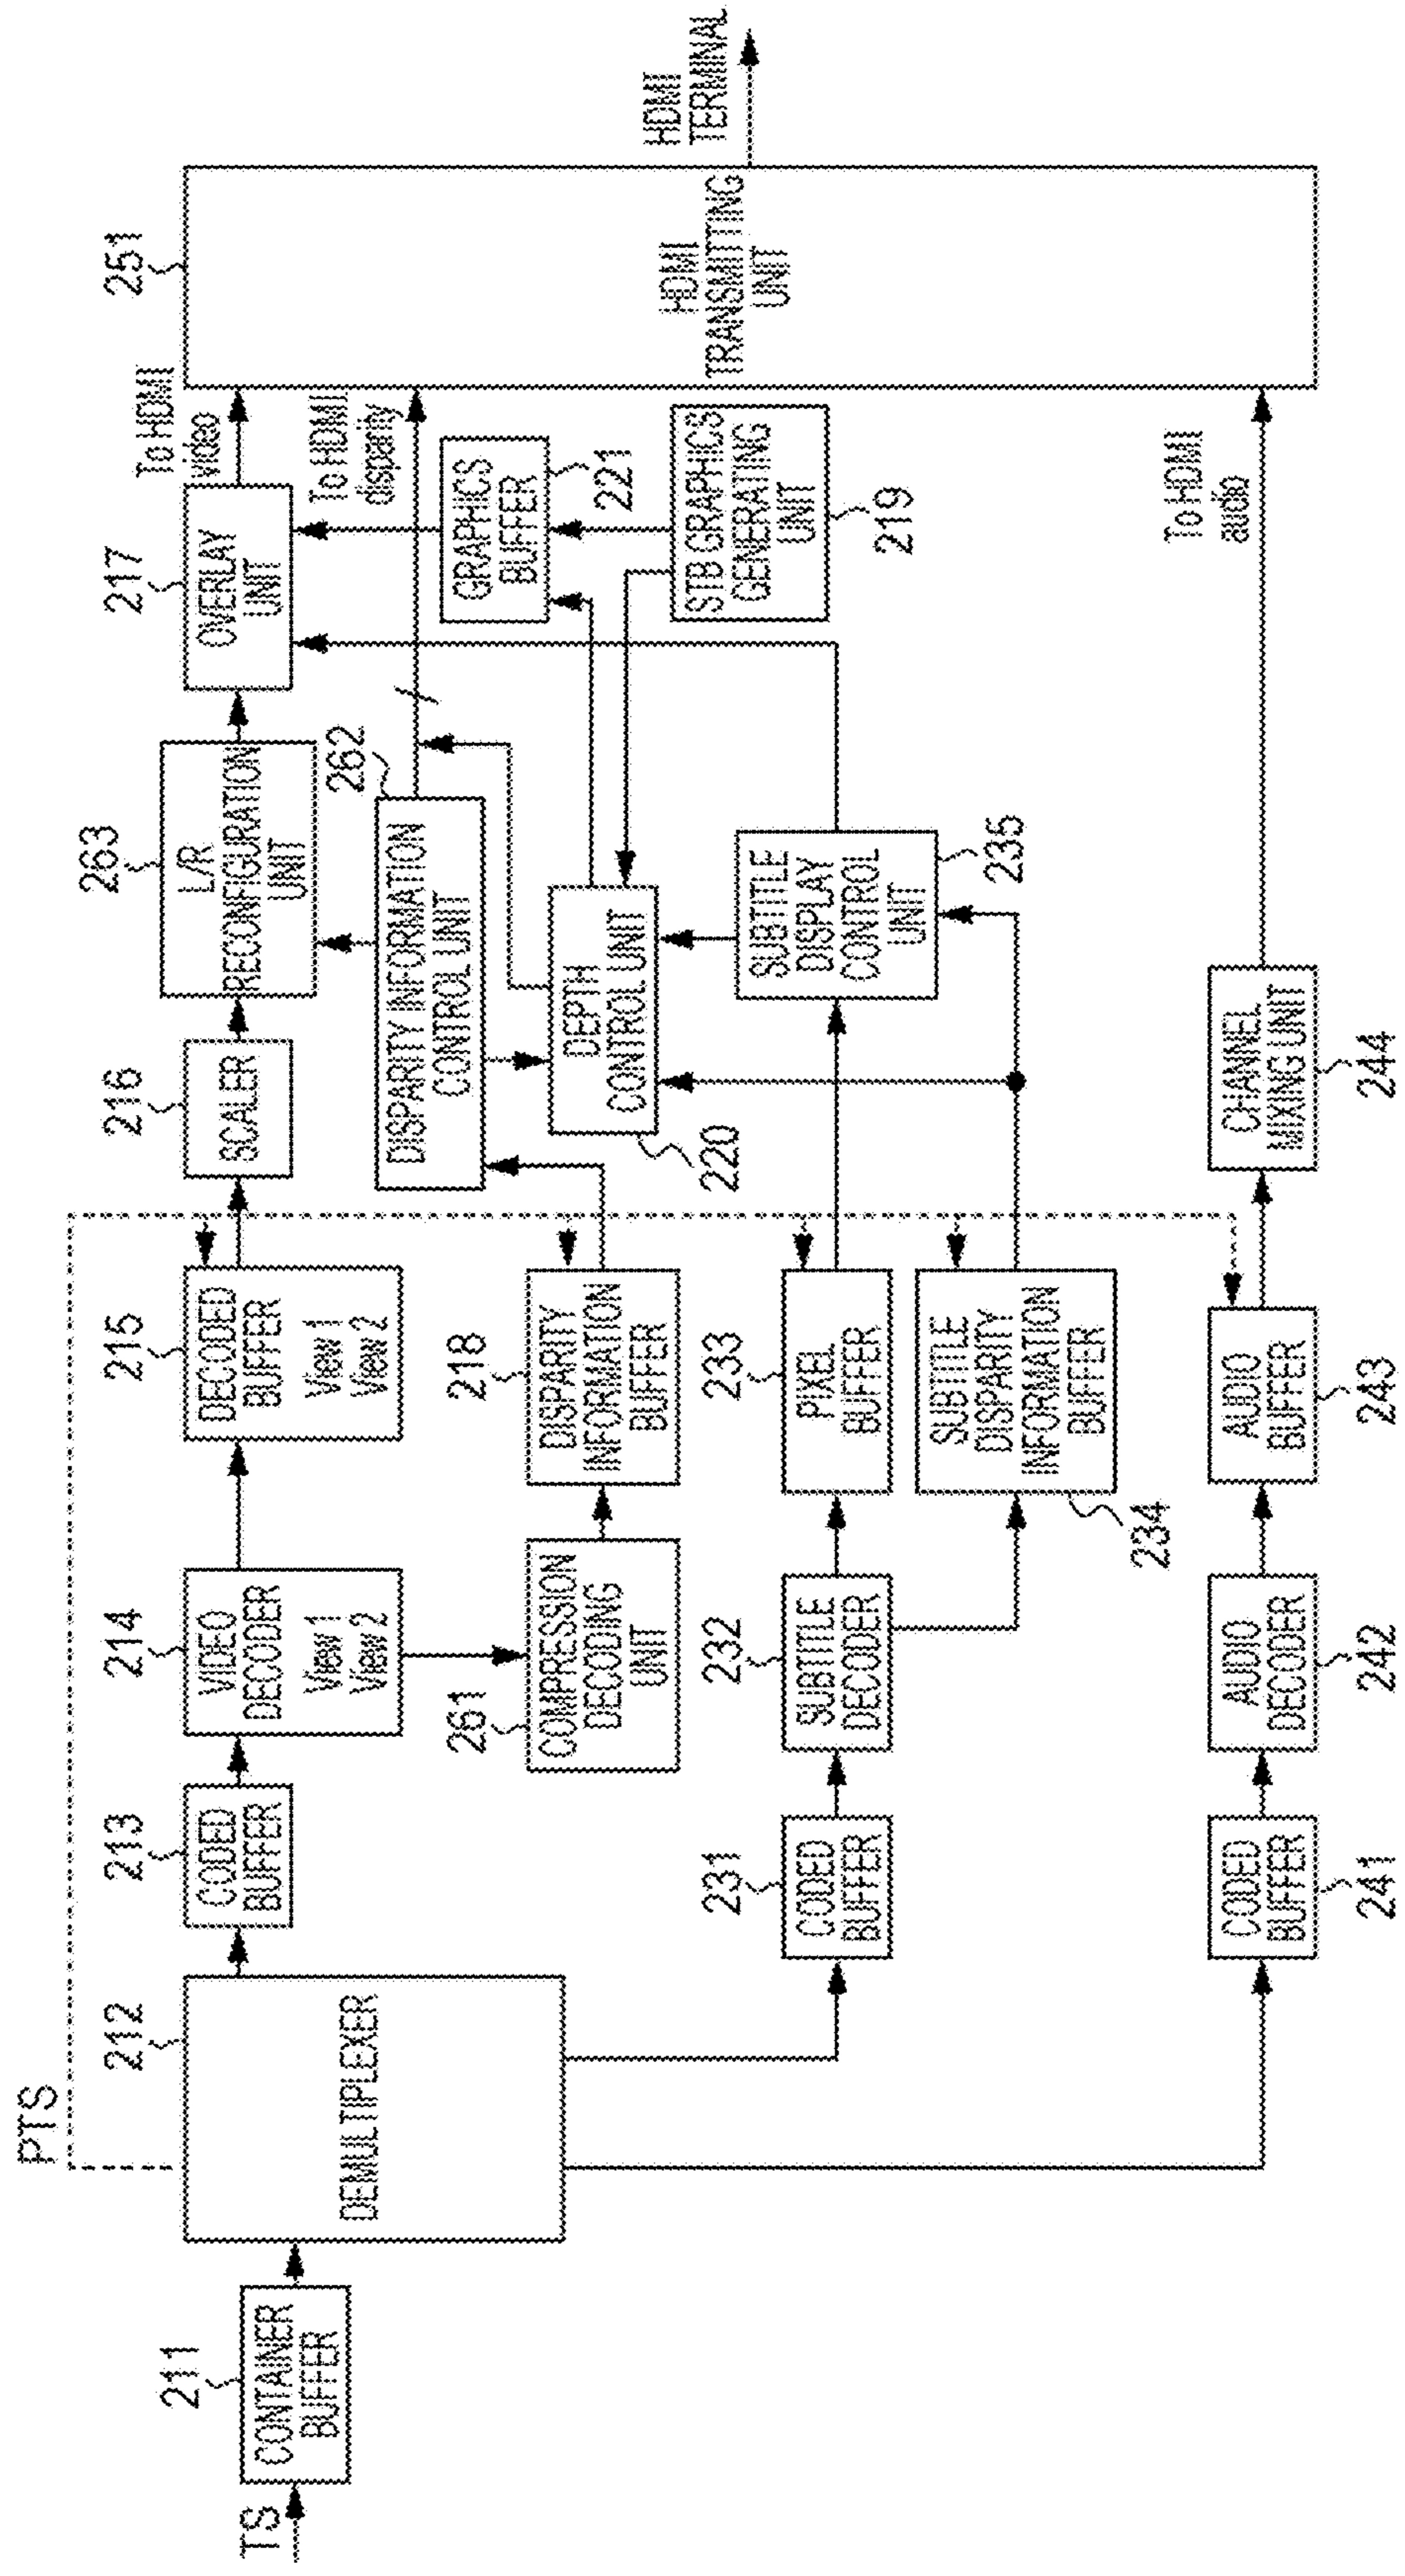 PTS
TS
211
CONTAINER
BUFFER
212
DEMULTIPLEXER
213
CODED
BUFFER
214
VIDEO
DECODER
View 1
View 2
215
DECODED
BUFFER
View 1
View 2
216
SCALER
263
L/R
RECONFIGURATION
UNIT
217
OVERLAY
UNIT
To HDMI
video
251
HDMI
TRANSMITTING
UNIT
HDMI
TERMINAL
261
COMPRESSION
DECODING
UNIT
218
DISPARITY
INFORMATION
BUFFER
262
DISPARITY INFORMATION
CONTROL UNIT
To HDMI
disparity
220
DEPTH
CONTROL UNIT
GRAPHICS
BUFFER
221
STB GRAPHICS
GENERATING
UNIT
219
231
CODED
BUFFER
232
SUBTITLE
DECODER
233
PIXEL
BUFFER
SUBTITLE
DISPARITY
INFORMATION
BUFFER
234
SUBTITLE
DISPLAY
CONTROL
UNIT
235
CODED
BUFFER
241
AUDIO
DECODER
242
AUDIO
BUFFER
243
CHANNEL
MIXING UNIT
244
To HDMI
audio